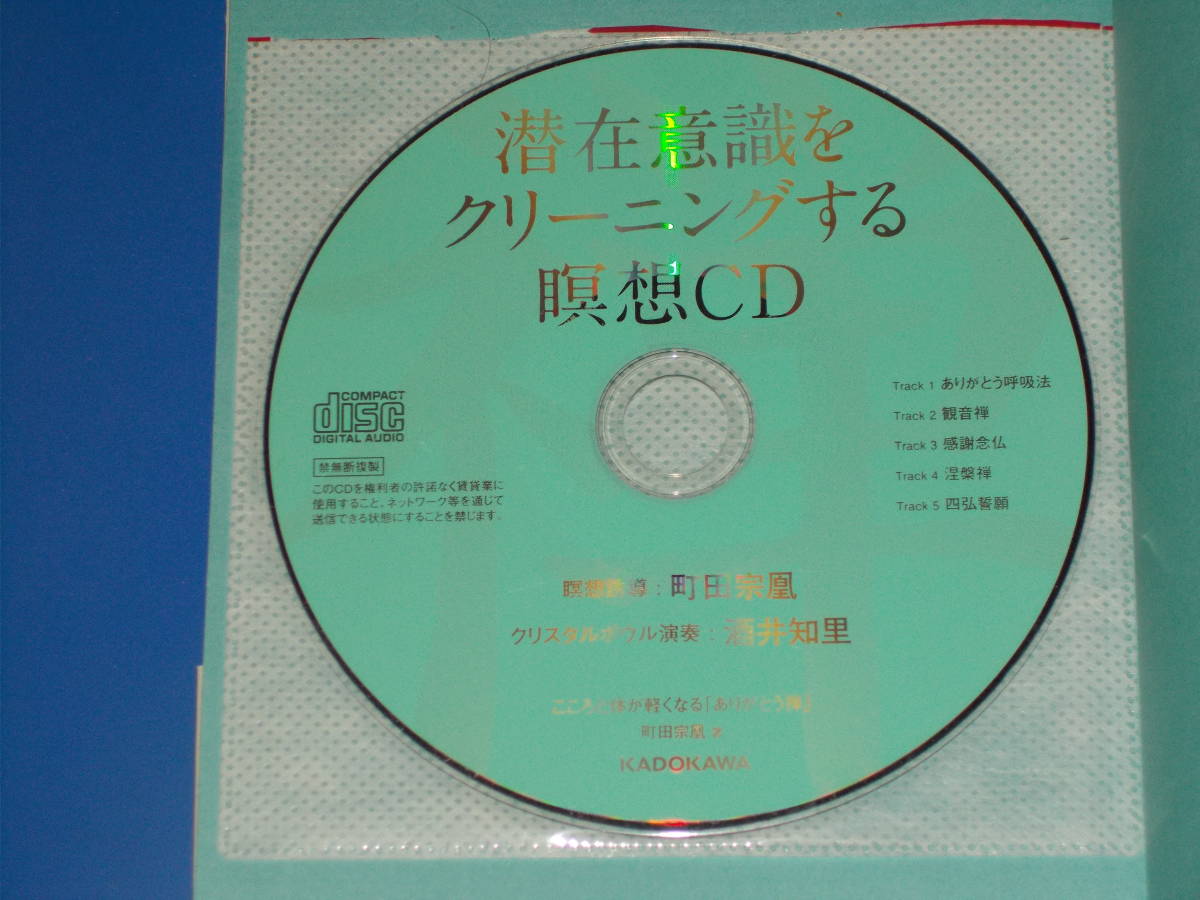 潜在意識を
クリーニングする
瞑想CD
COMPACT
disc
DIGITAL AUDIO
禁無断複製
このCDを権利者の許諾なく賃貸業に
使用すること、ネットワーク等を通じて
送信できる状態にすることを禁じます。
Track 1 ありがとう呼吸法
Track 2 観音禅
Track 3 感謝念仏
Track 4 涅槃禅
Track 5 四弘誓願
瞑想指導：町田宗凰
クリスタルボウル演奏：酒井知里
こころと体が軽くなる「ありがとう禅」
町田宗凰 著
KADOKAWA